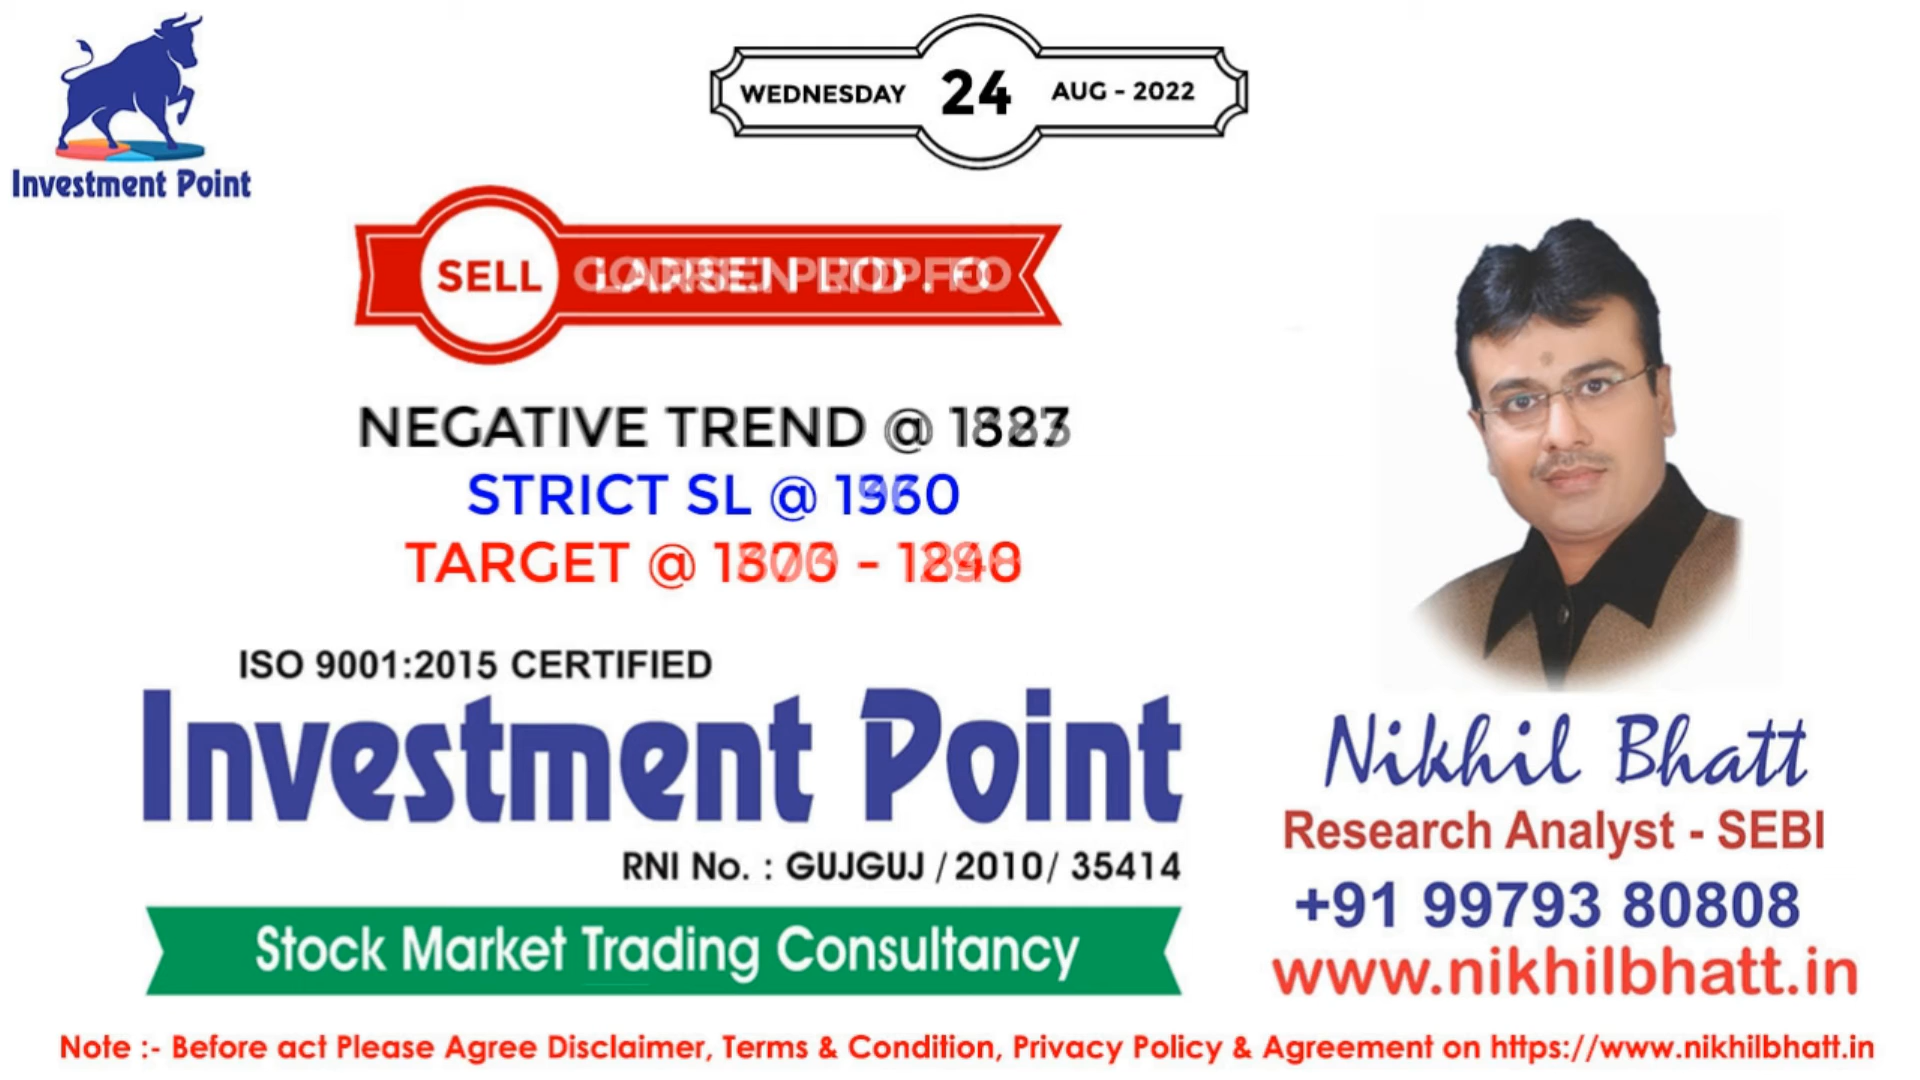 Investment Point
WEDNESDAY 24 AUG - 2022
SELL
NEGATIVE TREND @
STRICT SL @
TARGET @ -
ISO 9001:2015 CERTIFIED
Investment Point
RNI No. : GUJGUJ / 2010/ 35414
Stock Market Trading Consultancy
Nikhil Bhatt
Research Analyst - SEBI
+91 99793 80808
www.nikhilbhatt.in
Note :- Before act Please Agree Disclaimer, Terms & Condition, Privacy Policy & Agreement on https://www.nikhilbhatt.in